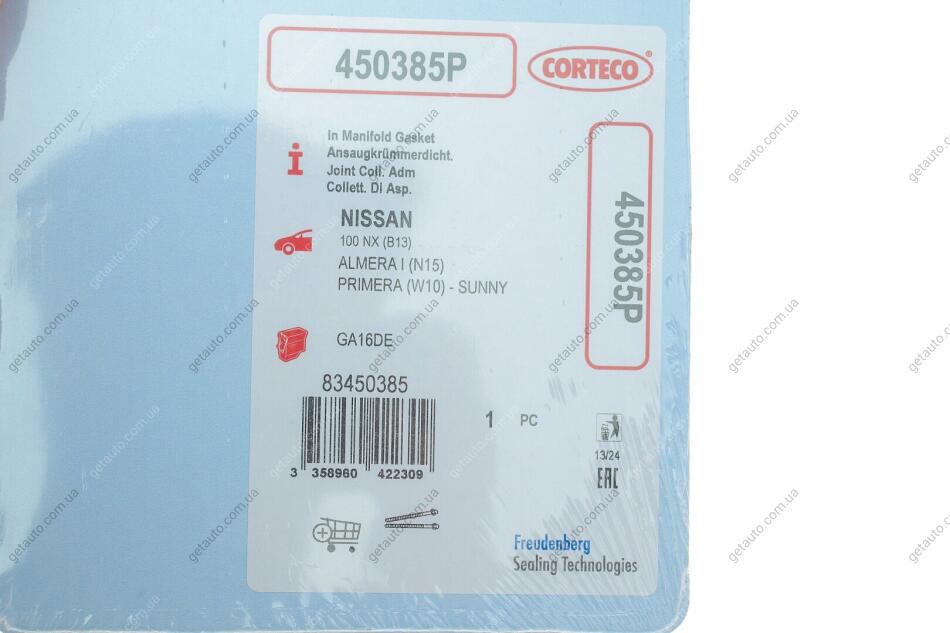 450385P
CORTECO®
In Manifold Gasket
Ansaugkrümmerdicht.
Joint Coll. Adm
Collett. Di Asp.
NISSAN
100 NX (B13)
ALMERA I (N15)
PRIMERA (W10) - SUNNY
450385P
GA16DE
83450385
1 PC
3 358960 422309
13/24
EAC
Freudenberg
Sealing Technologies
getauto.com.ua